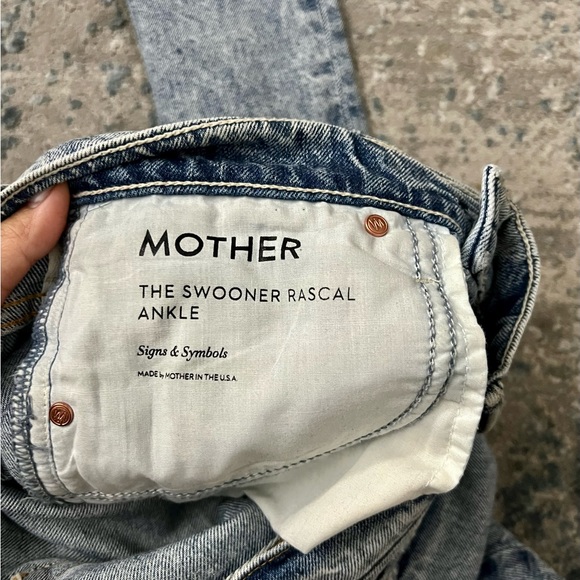 MOTHER
THE SWOONER RASCAL
ANKLE
Signs & Symbols
MADE by MOTHER IN THE U.S.A.